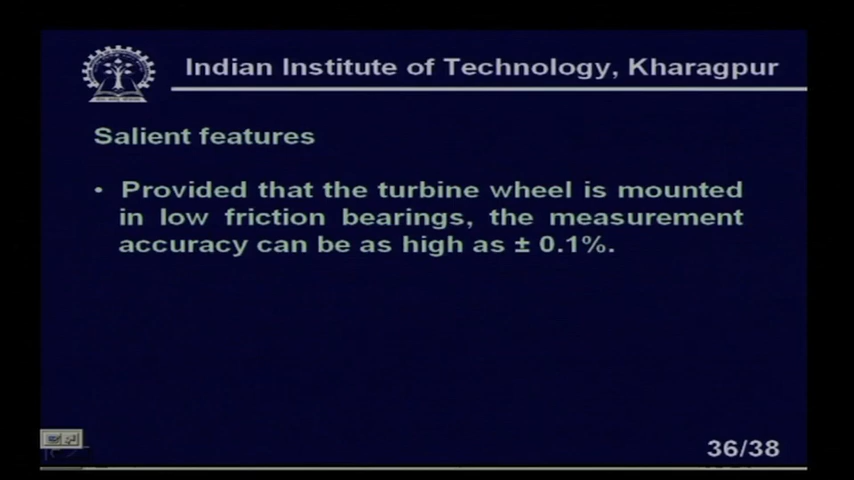 Indian Institute of Technology, Kharagpur
Salient features
• Provided that the turbine wheel is mounted
in low friction bearings, the measurement
accuracy can be as high as ± 0.1%.
36/38